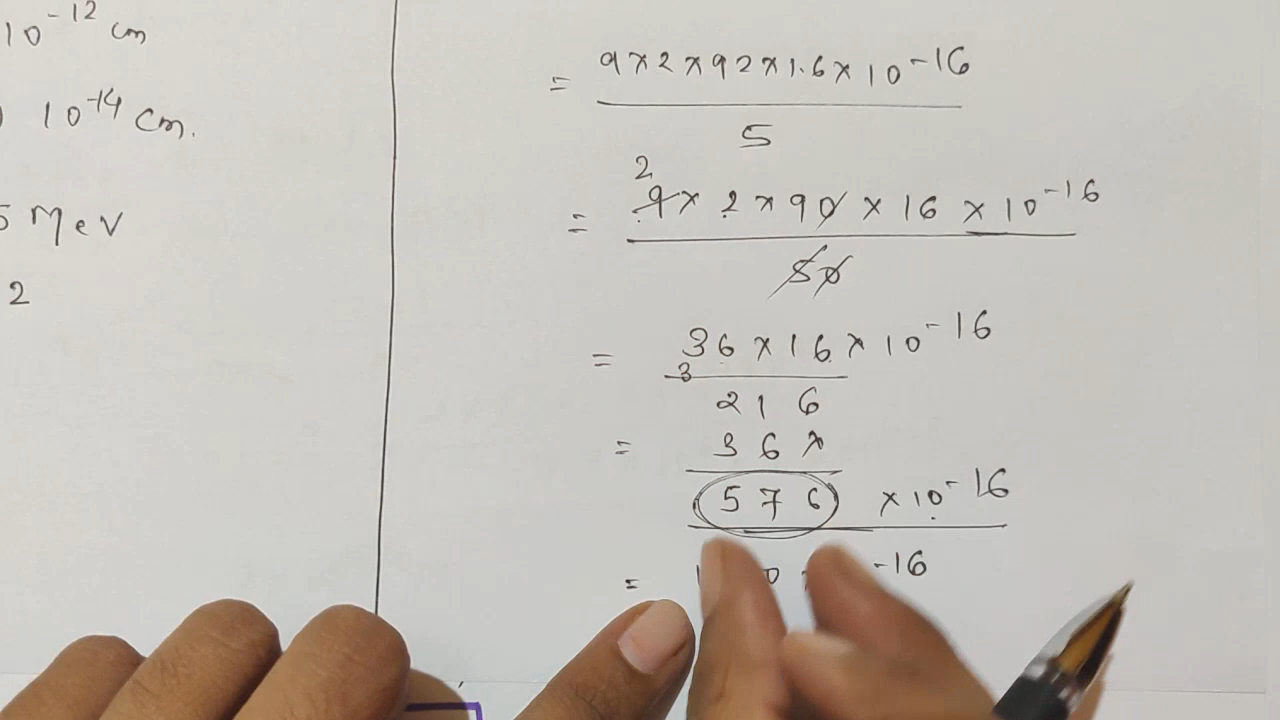 10⁻¹² cm
10⁻¹⁴ cm.
5 MeV
2
= 9×2×92×1.6×10⁻¹⁶
5
2
= 9× 2×90×16 ×10⁻¹⁶
50
= 36×16×10⁻¹⁶
3
216
= 36×
576 ×10⁻¹⁶
= ⁻¹⁶